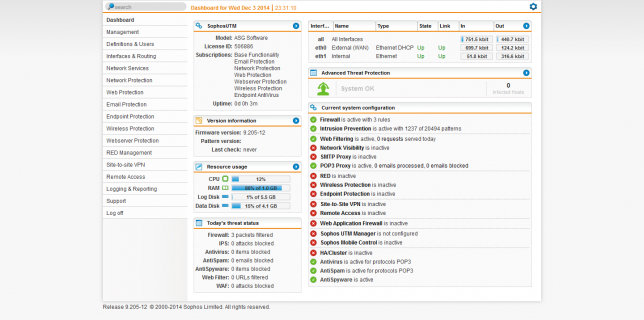 search
Dashboard for Wed Dec 3 2014 | 23:31:10
Dashboard
Management
Definitions & Users
Interfaces & Routing
Network Services
Network Protection
Web Protection
Email Protection
Endpoint Protection
Wireless Protection
Webserver Protection
RED Management
Site-to-site VPN
Remote Access
Logging & Reporting
Support
Log off
SophosUTM
Model: ASG Software
License ID: 506886
Subscriptions: Base Functionality
Email Protection
Network Protection
Web Protection
Webserver Protection
Wireless Protection
Endpoint AntiVirus
Uptime: 0d 0h 3m
Version information
Firmware version: 9.205-12
Pattern version:
Last check: never
Resource usage
CPU 12%
RAM of 1.0 GB
Log Disk 1% of 5.5 GB
Data Disk 15% of 4.1 GB
Today's threat status
Firewall: 3 packets filtered
IPS: 0 attacks blocked
Antivirus: 0 items blocked
AntiSpam: 0 emails blocked
AntiSpyware: 0 items blocked
Web Filter: 0 URLs filtered
WAF: 0 attacks blocked
Interf... Name Type State Link In Out
all All Interfaces 751.5 kbit 440.7 kbit
eth0 External (WAN) Ethernet DHCP Up Up 699.7 kbit 124.2 kbit
eth1 Internal Ethernet Up Up 51.8 kbit 316.6 kbit
Advanced Threat Protection
System OK
0
Infected Hosts
Current system configuration
Firewall is active with 3 rules
Intrusion Prevention is active with 1237 of 20494 patterns
Web Filtering is active, 0 requests served today
Network Visibility is inactive
SMTP Proxy is inactive
POP3 Proxy is active, 0 emails processed, 0 emails blocked
RED is inactive
Wireless Protection is inactive
Endpoint Protection is inactive
Site-to-Site VPN is inactive
Remote Access is inactive
Web Application Firewall is inactive
Sophos UTM Manager is not configured
Sophos Mobile Control is inactive
HA/Cluster is inactive
Antivirus is active for protocols POP3
AntiSpam is active for protocols POP3
AntiSpyware is active
Release 9.205-12 © 2000-2014 Sophos Limited. All rights reserved.